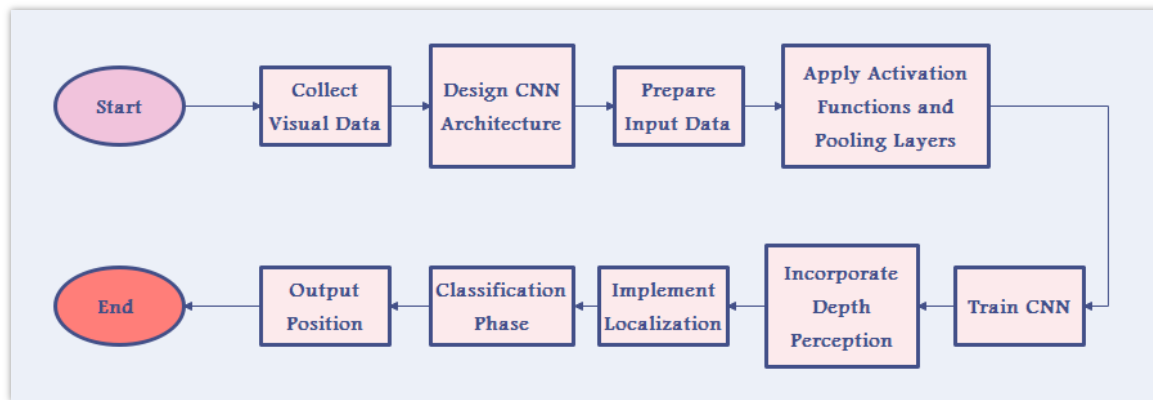 Start
Collect
Visual Data
Design CNN
Architecture
Prepare
Input Data
Apply Activation
Functions and
Pooling Layers
Train CNN
Incorporate
Depth
Perception
Implement
Localization
Classification
Phase
Output
Position
End